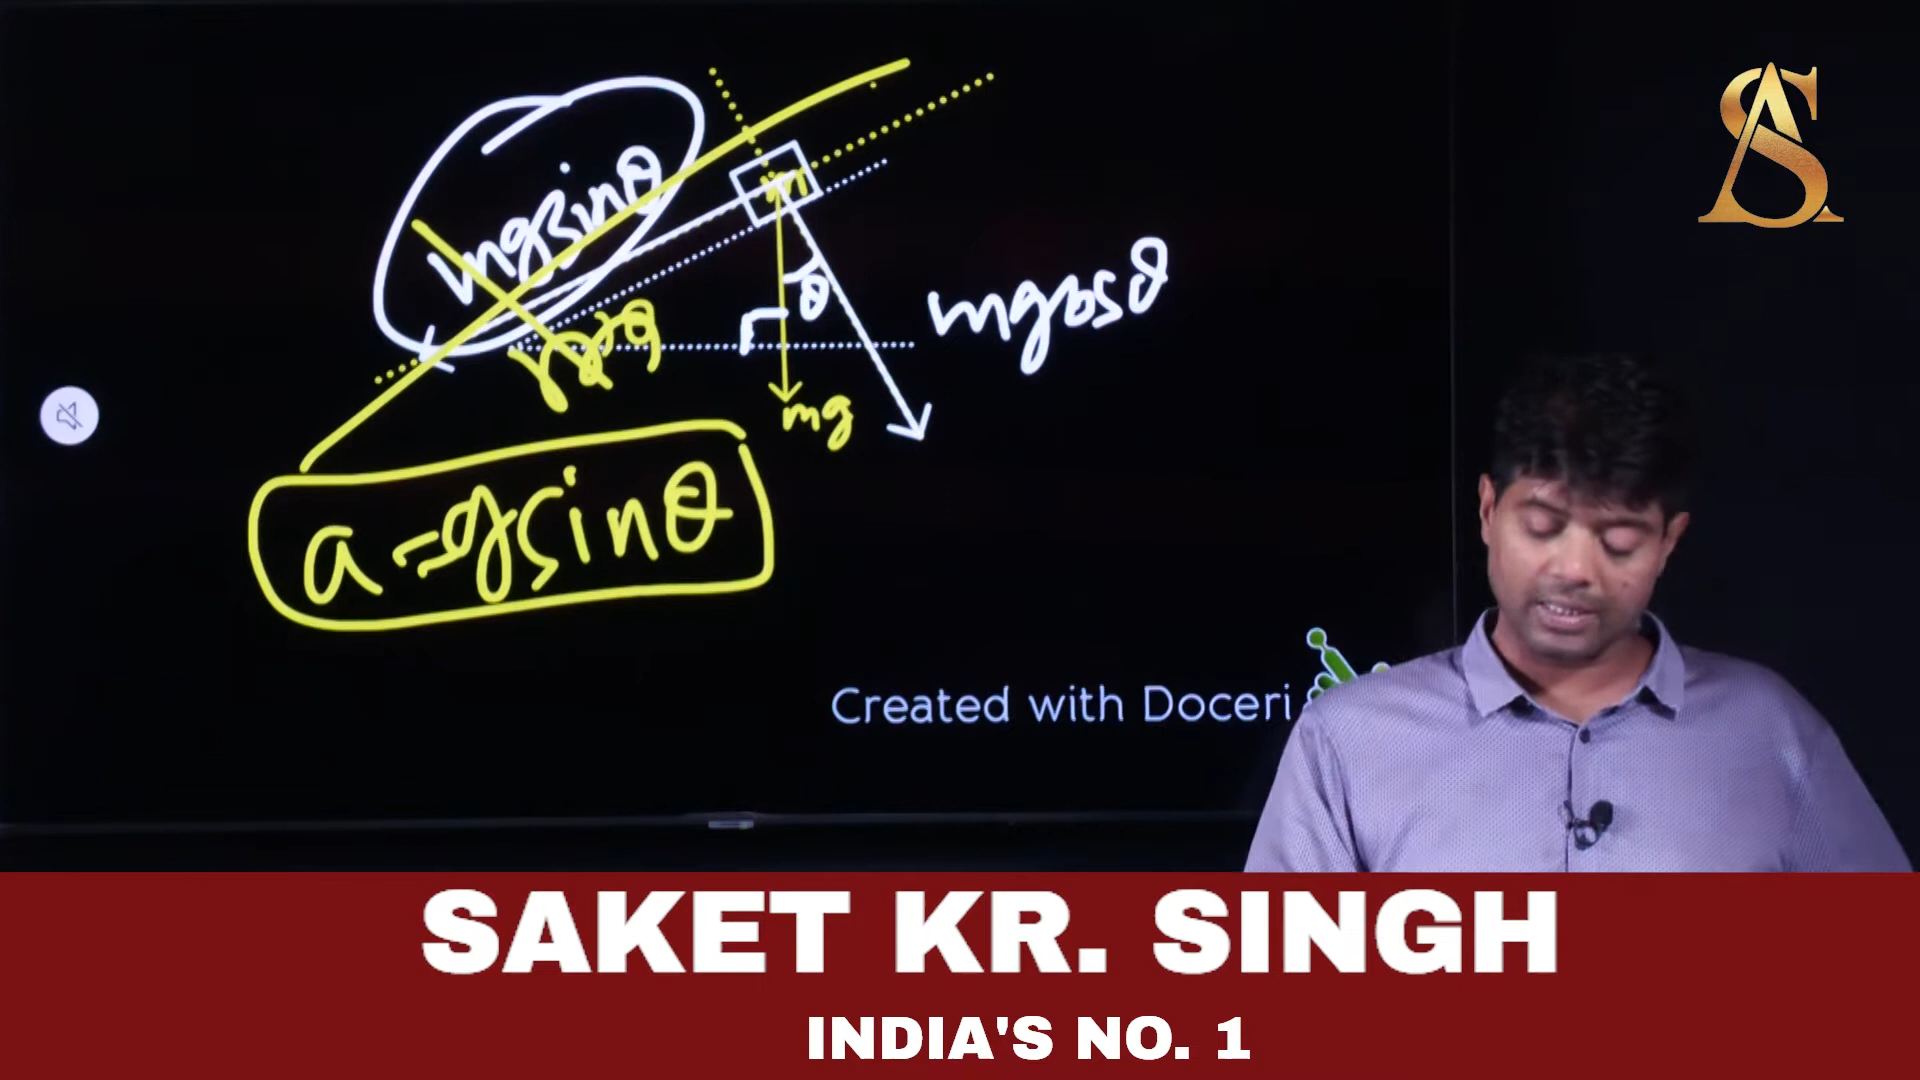 mgsinθ
m
θ
mgcosθ
mg
a=gsinθ
Created with Doceri
SAKET KR. SINGH
INDIA'S NO. 1